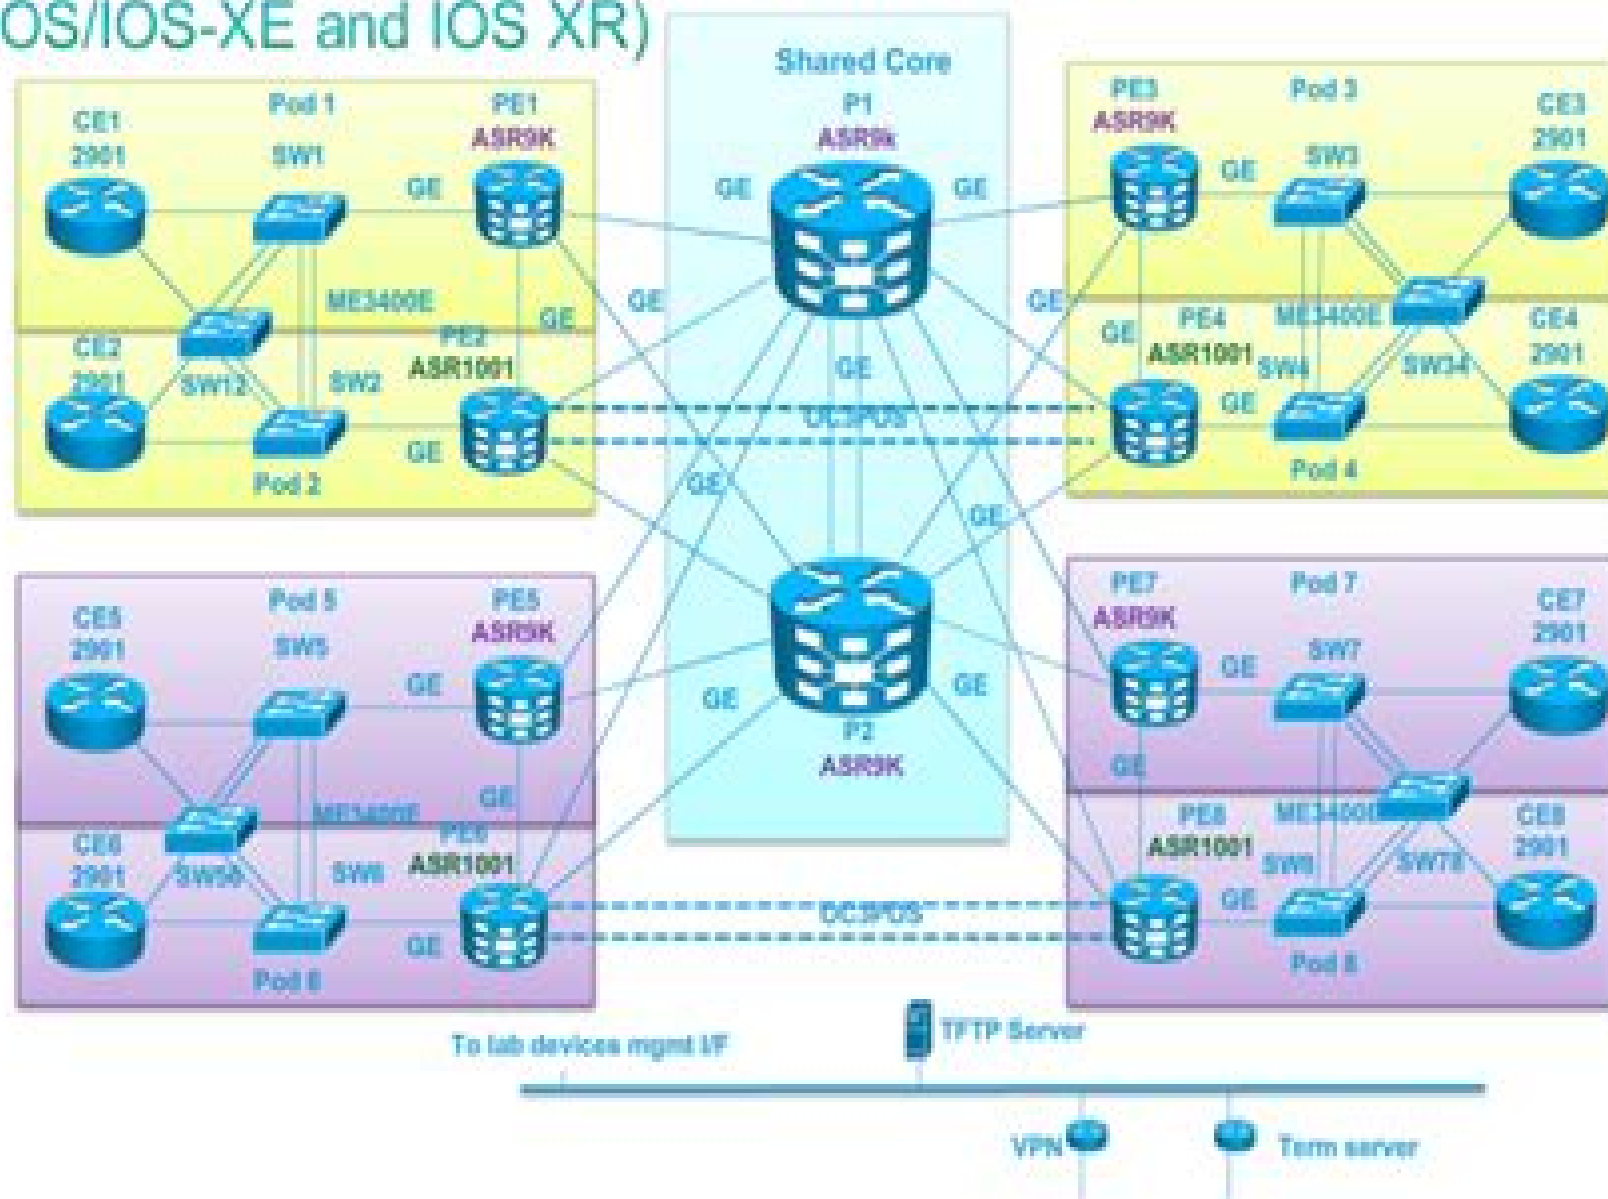 OS/IOS-XE and IOS XR)
Shared Core
P1
ASR9k
GE
GE
GE
GE
GE
OC3POS
GE
GE
GE
GE
P2
ASR9K
Pod 1
CE1
2901
SW1
PE1
ASR9K
GE
ME3400E
GE
CE2
2901
SW12
SW2
PE2
ASR1001
GE
Pod 2
PE3
ASR9K
Pod 3
CE3
2901
GE
SW3
GE
PE4
ASR1001
ME3400E
CE4
2901
SW4
SW34
GE
Pod 4
Pod 5
CE5
2901
SW5
PE5
ASR9K
GE
ME3400E
GE
CE6
2901
SW56
SW6
PE6
ASR1001
GE
Pod 6
PE7
ASR9K
Pod 7
CE7
2901
GE
SW7
GE
PE8
ASR1001
ME3400E
CE8
2901
SW78
GE
Pod 8
OC3POS
To lab devices mgmt I/F
TFTP Server
VPN
Term server